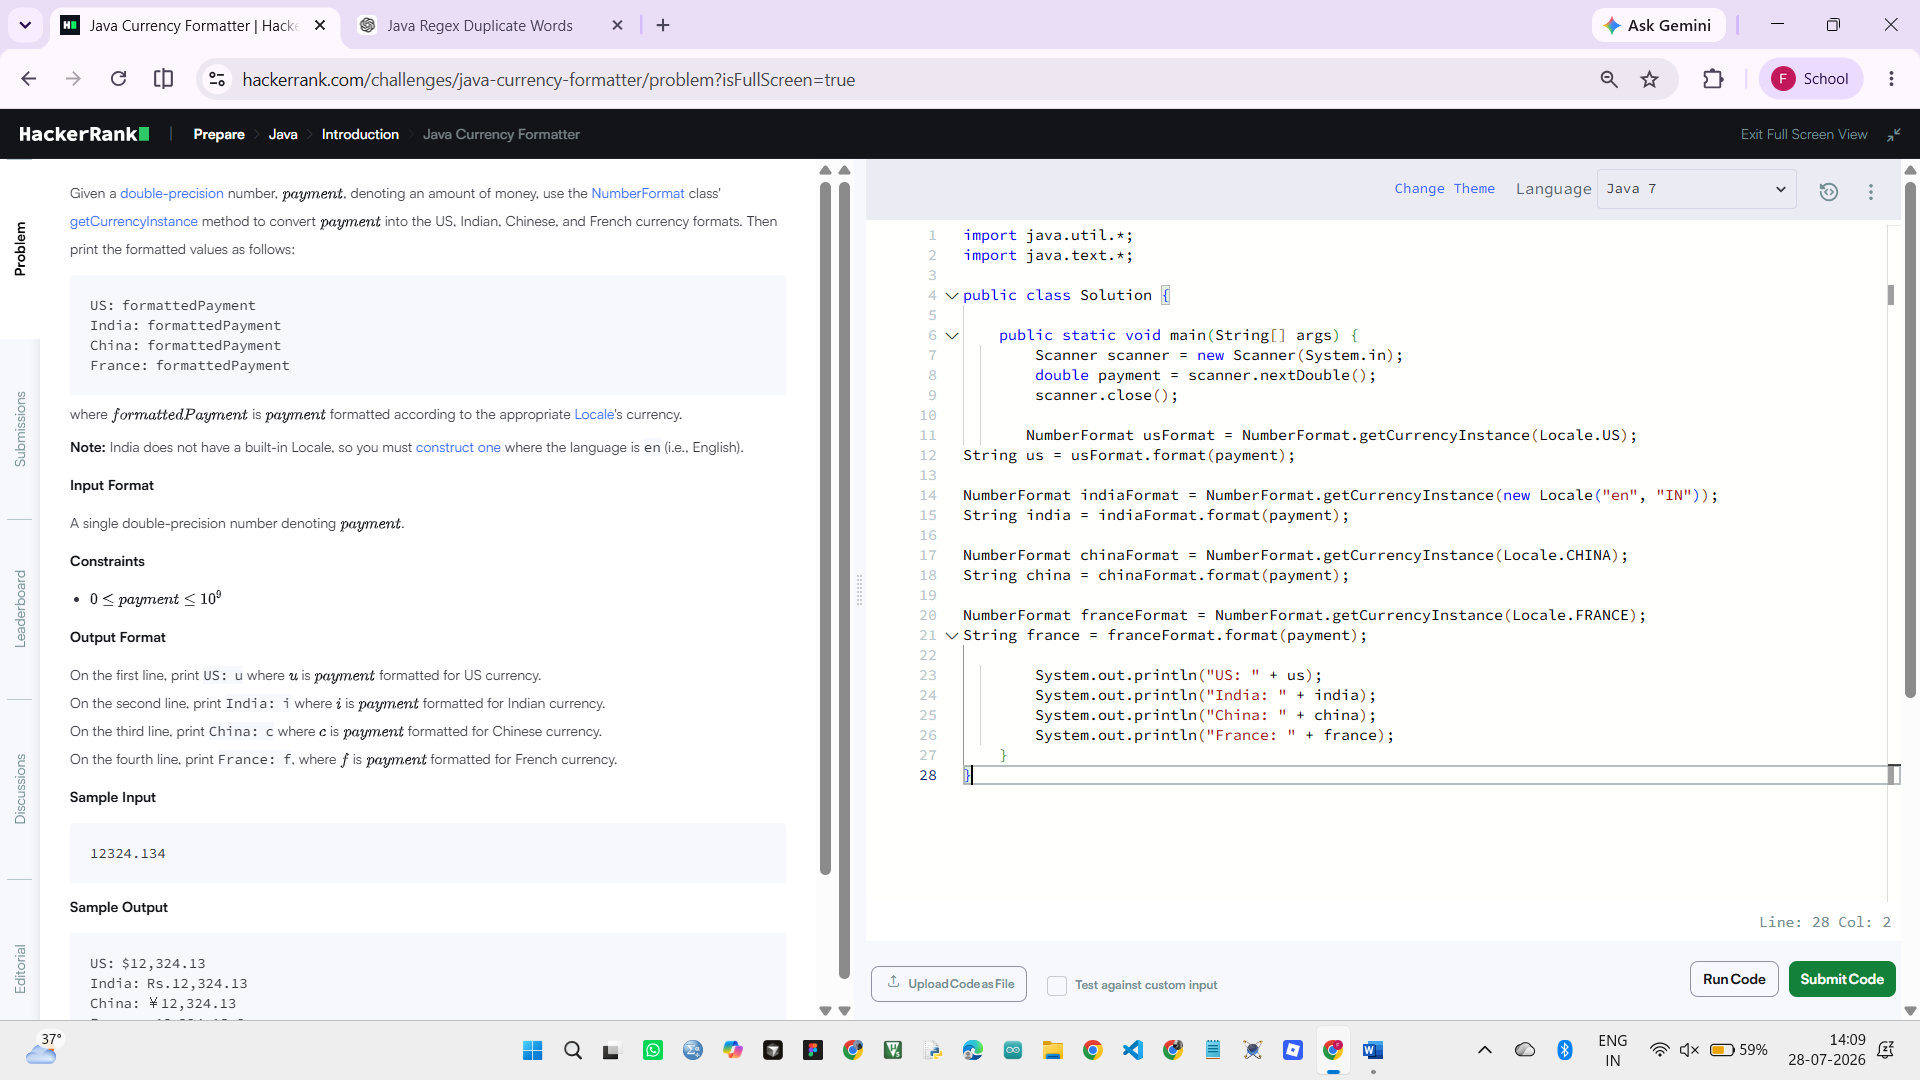 Java Currency Formatter | Hacke
Java Regex Duplicate Words
Ask Gemini
hackerrank.com/challenges/java-currency-formatter/problem?isFullScreen=true
F School
HackerRank
Prepare
Java
Introduction
Java Currency Formatter
Exit Full Screen View
Problem
Submissions
Leaderboard
Discussions
Editorial
Given a double-precision number, payment, denoting an amount of money, use the NumberFormat class'
getCurrencyInstance method to convert payment into the US, Indian, Chinese, and French currency formats. Then
print the formatted values as follows:
US: formattedPayment
India: formattedPayment
China: formattedPayment
France: formattedPayment
where formattedPayment is payment formatted according to the appropriate Locale's currency.
Note: India does not have a built-in Locale, so you must construct one where the language is en (i.e., English).
Input Format
A single double-precision number denoting payment.
Constraints
• 0 ≤ payment ≤ 10⁹
Output Format
On the first line, print US: u where u is payment formatted for US currency.
On the second line, print India: i where i is payment formatted for Indian currency.
On the third line, print China: c where c is payment formatted for Chinese currency.
On the fourth line, print France: f, where f is payment formatted for French currency.
Sample Input
12324.134
Sample Output
US: $12,324.13
India: Rs.12,324.13
China: ￥12,324.13
Change Theme Language Java 7
1 import java.util.*;
2 import java.text.*;
3
4 public class Solution {
5
6 public static void main(String[] args) {
7 Scanner scanner = new Scanner(System.in);
8 double payment = scanner.nextDouble();
9 scanner.close();
10
11 NumberFormat usFormat = NumberFormat.getCurrencyInstance(Locale.US);
12 String us = usFormat.format(payment);
13
14 NumberFormat indiaFormat = NumberFormat.getCurrencyInstance(new Locale("en", "IN"));
15 String india = indiaFormat.format(payment);
16
17 NumberFormat chinaFormat = NumberFormat.getCurrencyInstance(Locale.CHINA);
18 String china = chinaFormat.format(payment);
19
20 NumberFormat franceFormat = NumberFormat.getCurrencyInstance(Locale.FRANCE);
21 String france = franceFormat.format(payment);
22
23 System.out.println("US: " + us);
24 System.out.println("India: " + india);
25 System.out.println("China: " + china);
26 System.out.println("France: " + france);
27 }
28 }
Line: 28 Col: 2
Upload Code as File
Test against custom input
Run Code
Submit Code
37°
ENG
IN
59%
14:09
28-07-2026